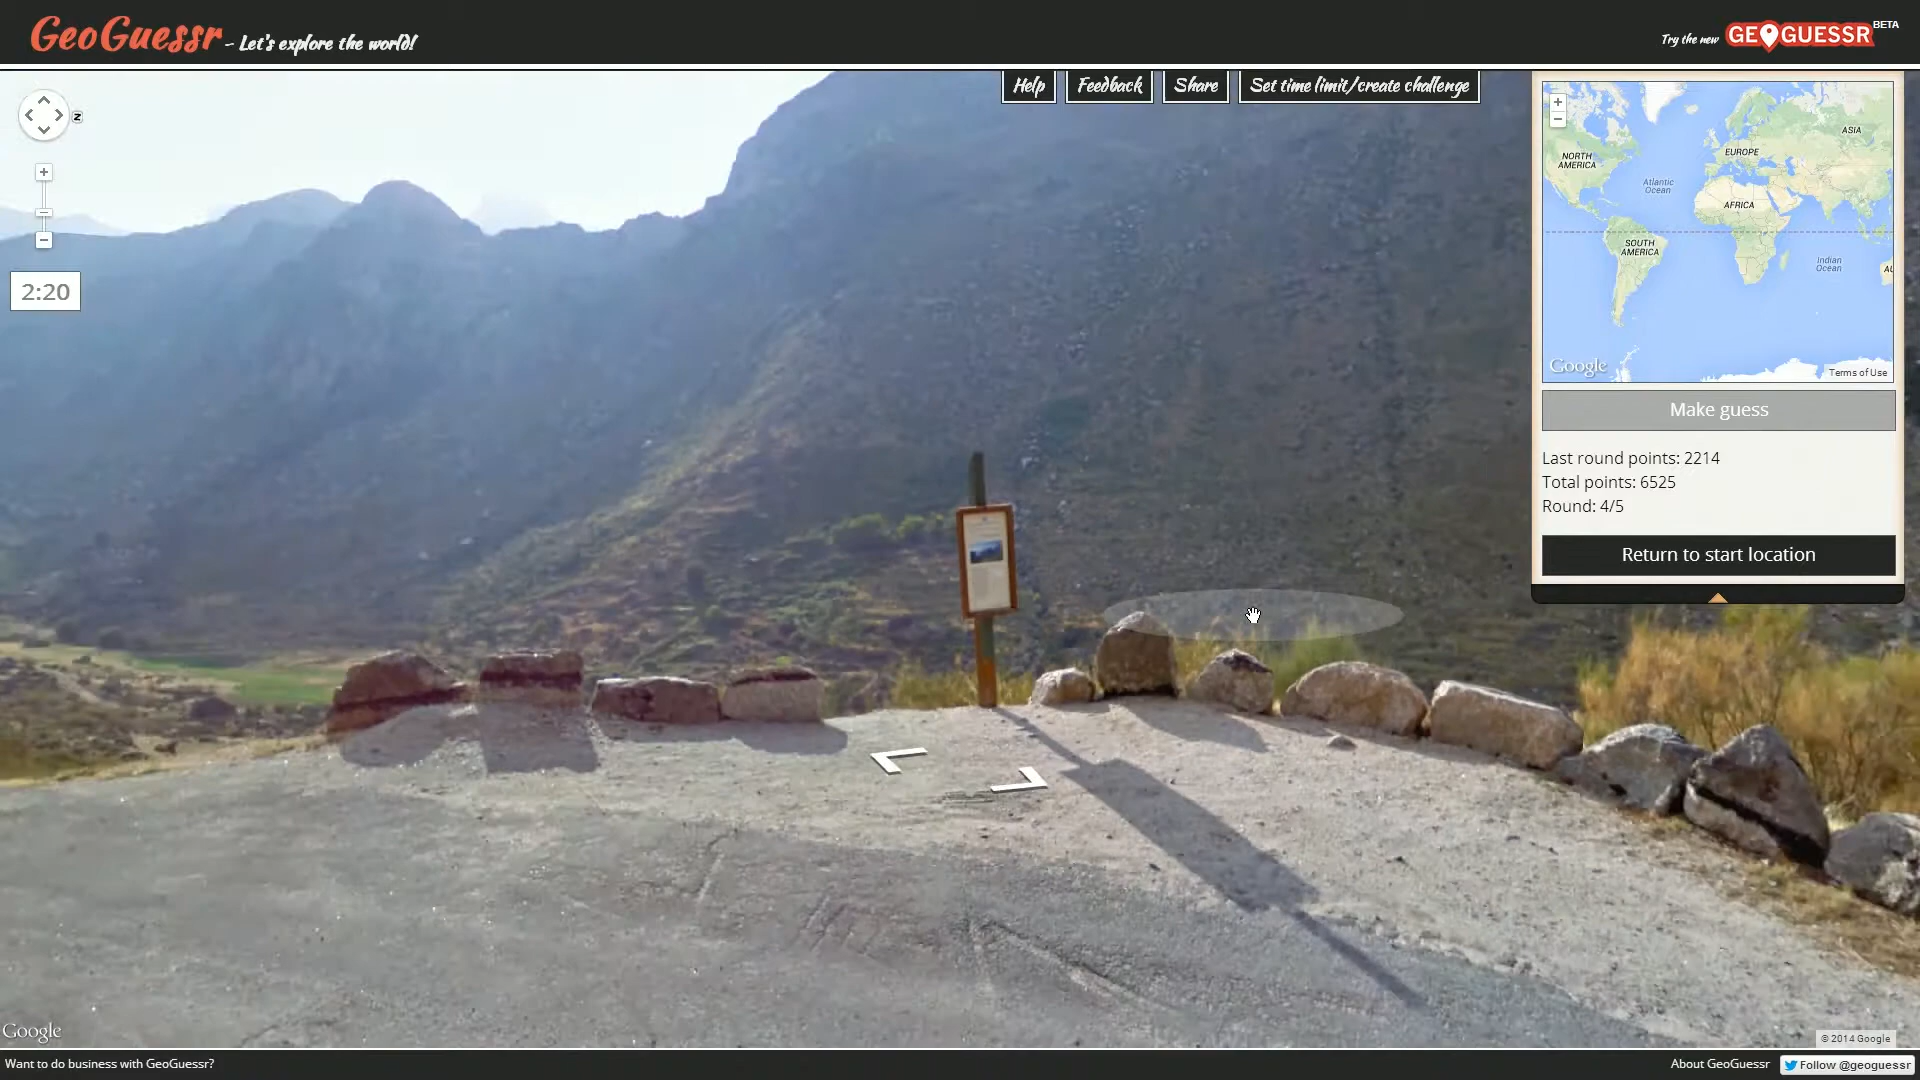 GeoGuessr - Let's explore the world!
Try the new GEOGUESSR BETA
Help
Feedback
Share
Set time limit/create challenge
N
2:20
NORTH AMERICA
EUROPE
ASIA
Atlantic Ocean
AFRICA
SOUTH AMERICA
Indian Ocean
AU
Google
Terms of Use
Make guess
Last round points: 2214
Total points: 6525
Round: 4/5
Return to start location
Google
© 2014 Google
Want to do business with GeoGuessr?
About GeoGuessr
Follow @geoguessr